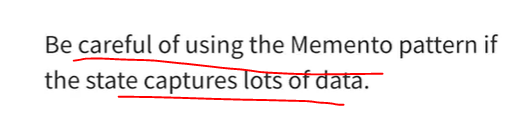 Be careful of using the Memento pattern if
the state captures lots of data.